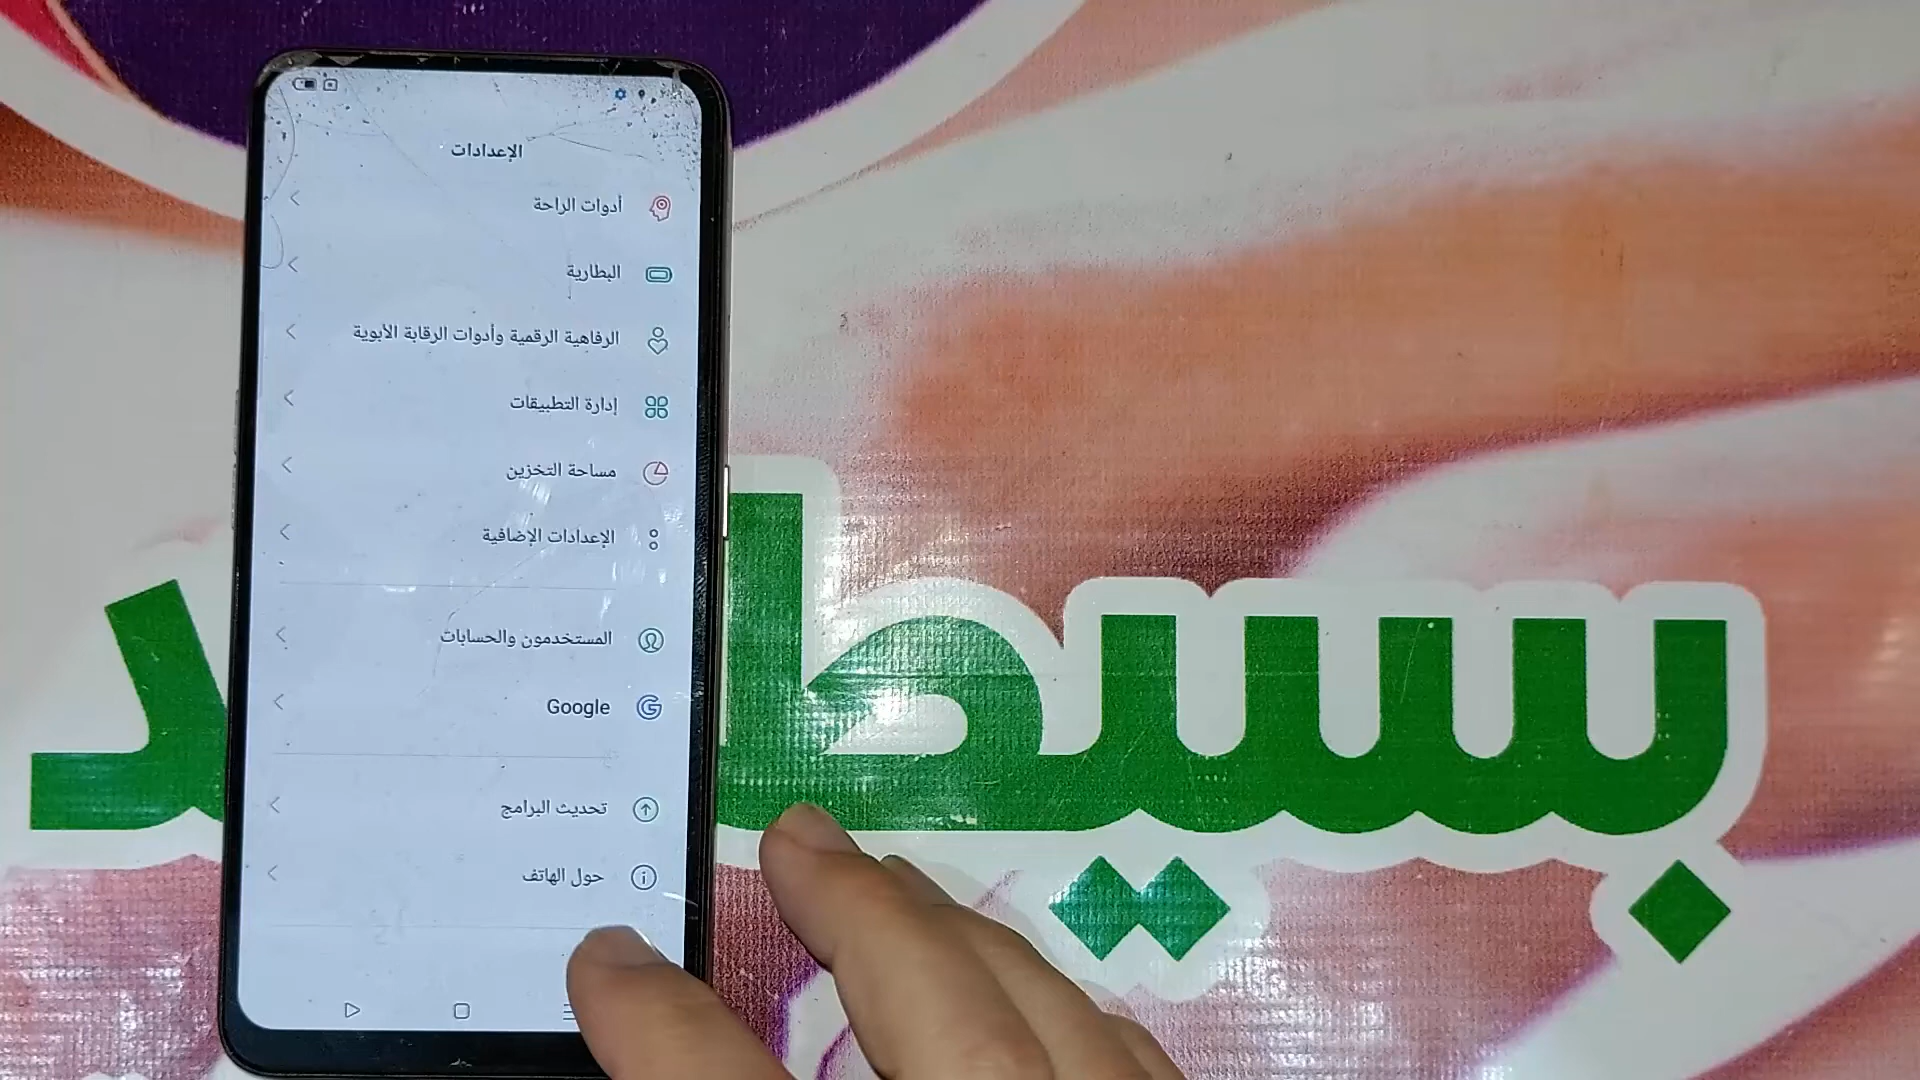 الإعدادات
أدوات الراحة
البطارية
الرفاهية الرقمية وأدوات الرقابة الأبوية
إدارة التطبيقات
مساحة التخزين
الإعدادات الإضافية
المستخدمون والحسابات
Google
تحديث البرامج
حول الهاتف